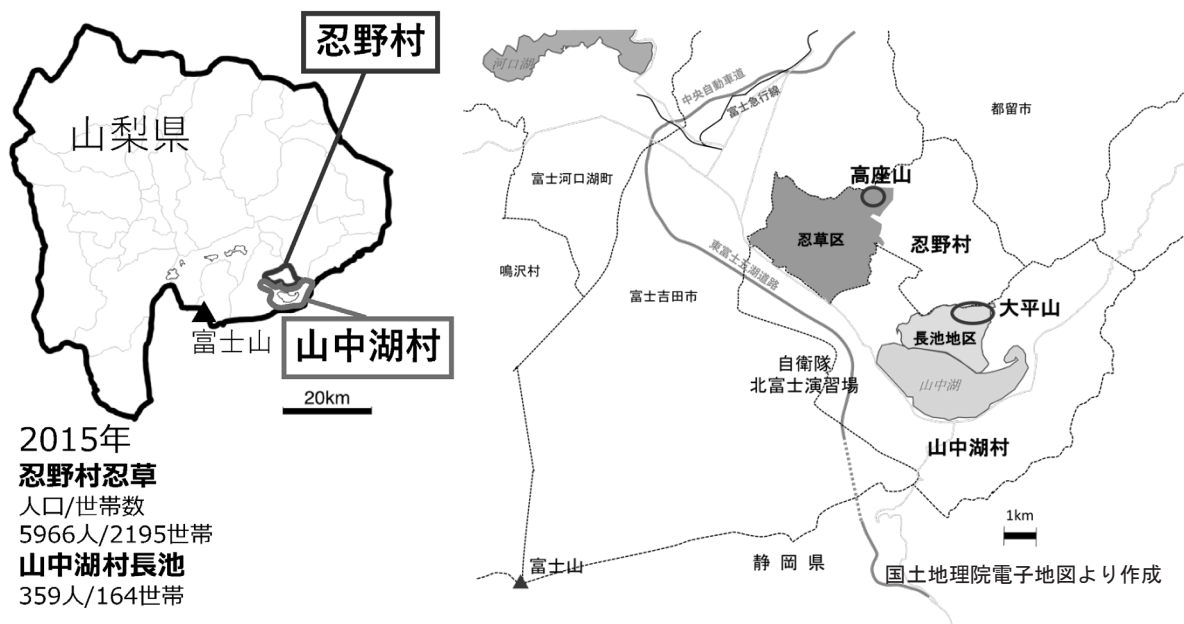 忍野村
山梨県
富士山
山中湖村
20km
2015年
忍野村忍草
人口/世帯数
5966人/2195世帯
山中湖村長池
359人/164世帯
河口湖
中央自動車道
富士急行線
都留市
富士河口湖町
高座山
忍草区
忍野村
鳴沢村
富士吉田市
東富士五湖道路
大平山
長池地区
自衛隊
北富士演習場
山中湖
山中湖村
1km
富士山
静岡県
国土地理院電子地図より作成